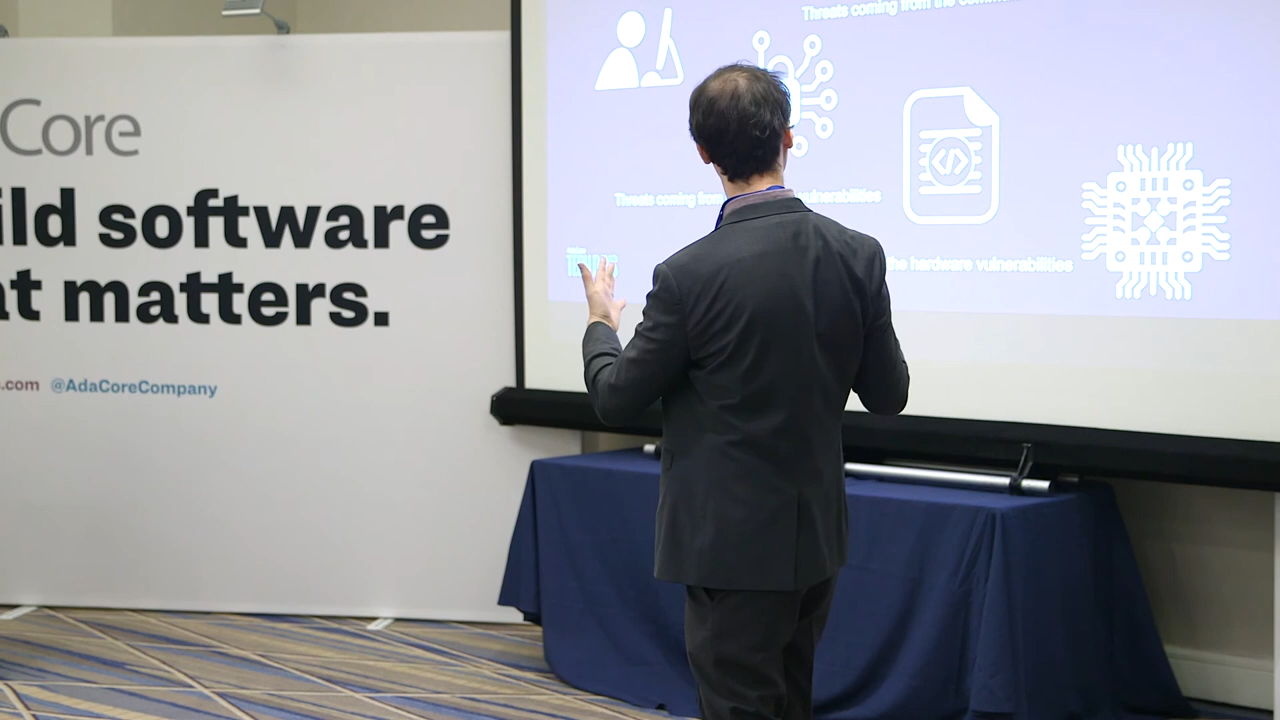 Core
ild software
at matters.
.com @AdaCoreCompany
Threats coming from the
Threats coming from vulnerabilities
the hardware vulnerabilities